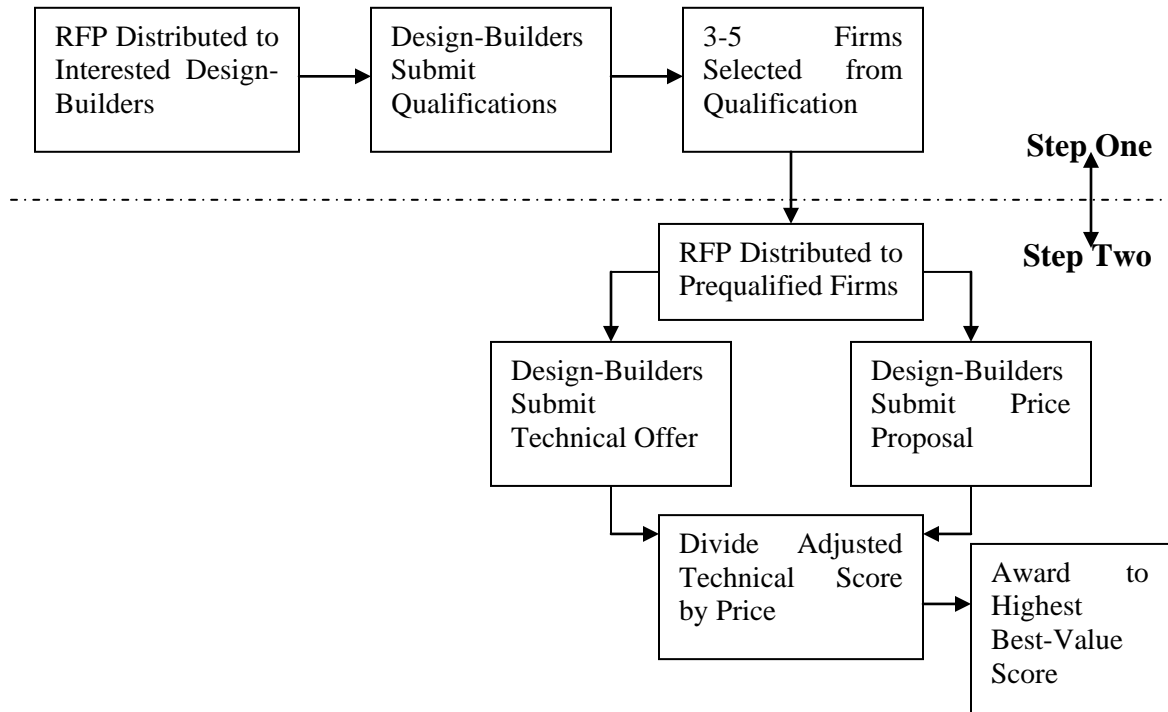 RFP Distributed to
Interested Design-
Builders
Design-Builders
Submit
Qualifications
3-5 Firms
Selected from
Qualification
Step One
Step Two
RFP Distributed to
Prequalified Firms
Design-Builders
Submit
Technical Offer
Design-Builders
Submit Price
Proposal
Divide Adjusted
Technical Score
by Price
Award to
Highest
Best-Value
Score